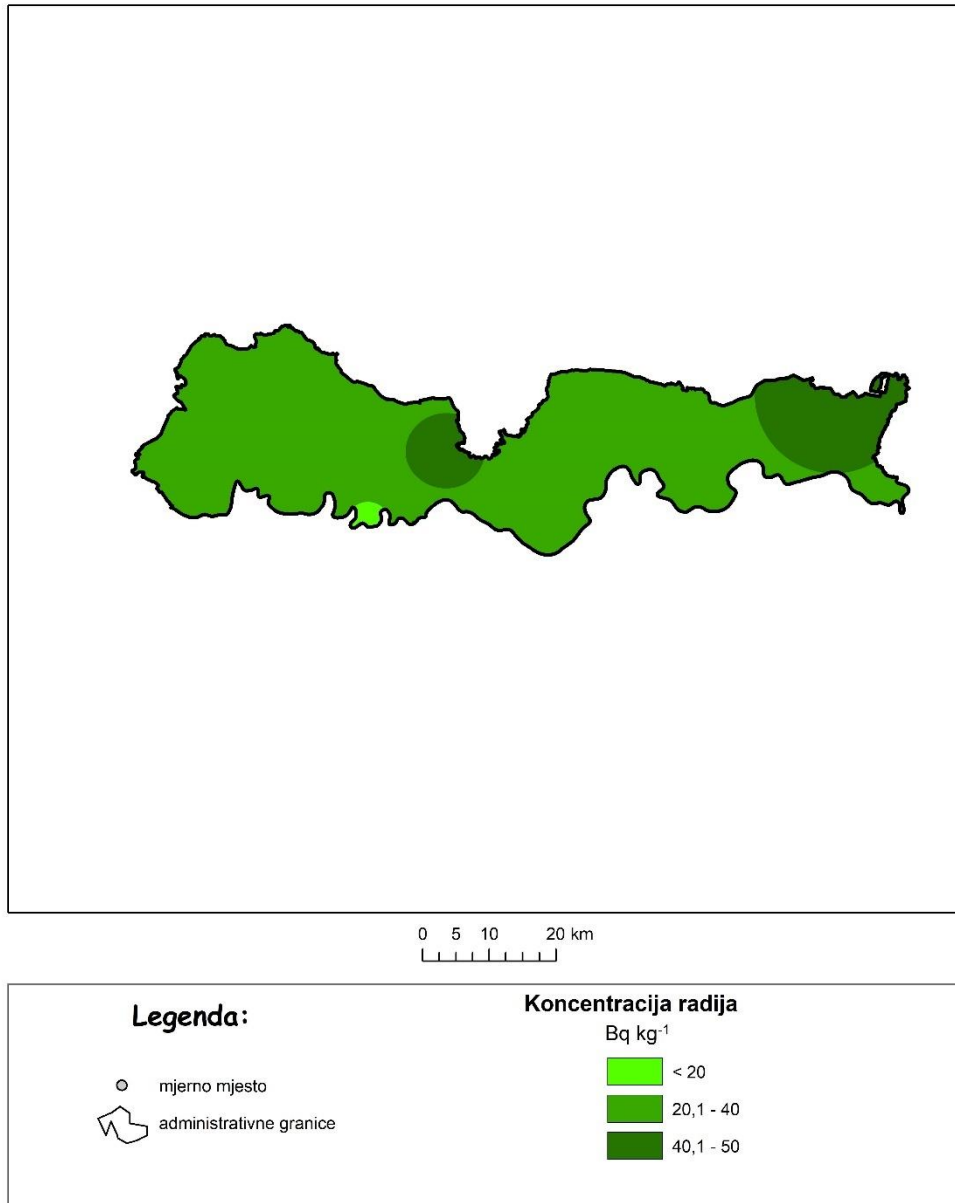 0 5 10 20 km
Legenda:
mjerno mjesto
administrativne granice
Koncentracija radija
Bq kg⁻¹
< 20
20,1 - 40
40,1 - 50